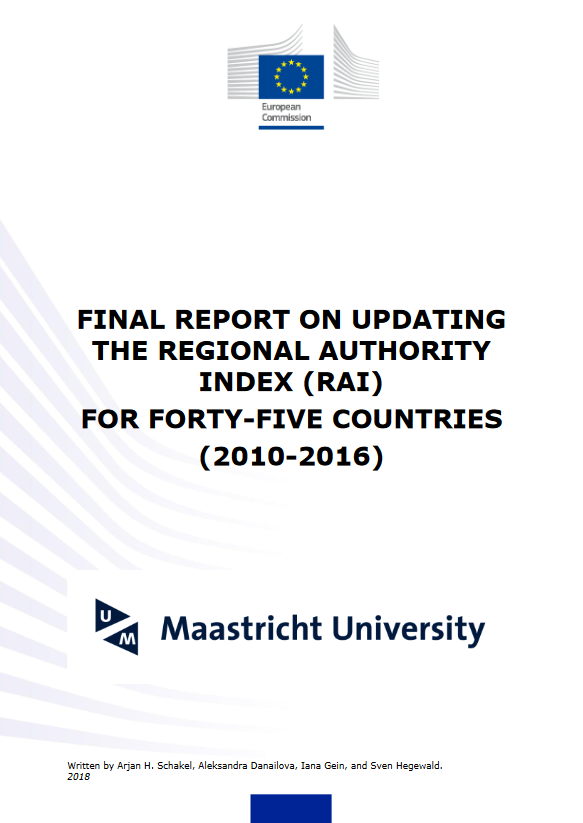 European
Commission
FINAL REPORT ON UPDATING
THE REGIONAL AUTHORITY
INDEX (RAI)
FOR FORTY-FIVE COUNTRIES
(2010-2016)
UM
Maastricht University
Written by Arjan H. Schakel, Aleksandra Danailova, Iana Gein, and Sven Hegewald.
2018